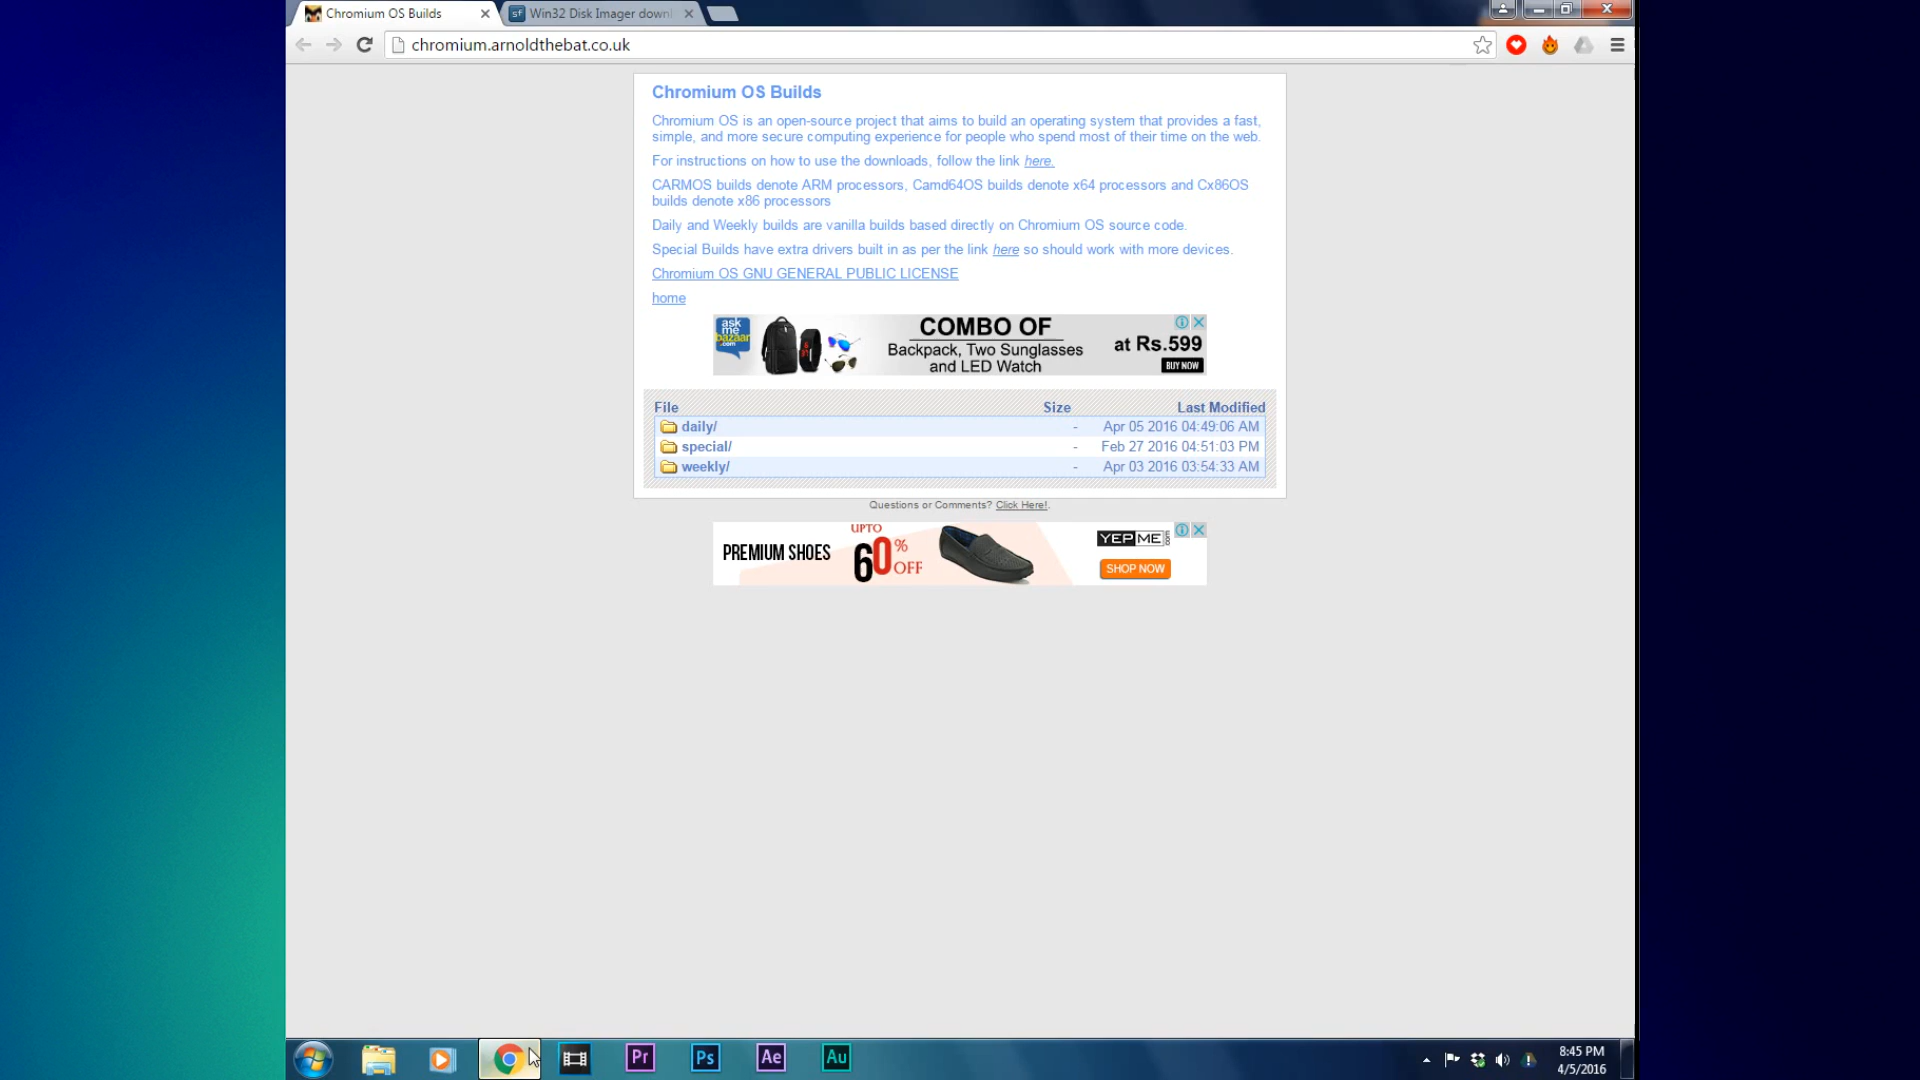 Chromium OS Builds
Win32 Disk Imager down
chromium.arnoldthebat.co.uk
Chromium OS Builds
Chromium OS is an open-source project that aims to build an operating system that provides a fast,
simple, and more secure computing experience for people who spend most of their time on the web.
For instructions on how to use the downloads, follow the link here.
CARMOS builds denote ARM processors, Camd64OS builds denote x64 processors and Cx86OS
builds denote x86 processors
Daily and Weekly builds are vanilla builds based directly on Chromium OS source code.
Special Builds have extra drivers built in as per the link here so should work with more devices.
Chromium OS GNU GENERAL PUBLIC LICENSE
home
ask
me
bazaar
.com
COMBO OF
Backpack, Two Sunglasses
and LED Watch
at Rs.599
BUY NOW
File Size Last Modified
daily/ - Apr 05 2016 04:49:06 AM
special/ - Feb 27 2016 04:51:03 PM
weekly/ - Apr 03 2016 03:54:33 AM
Questions or Comments? Click Here!.
PREMIUM SHOES
UPTO
60% OFF
YEPME
SHOP NOW
Pr
Ps
Ae
Au
8:45 PM
4/5/2016